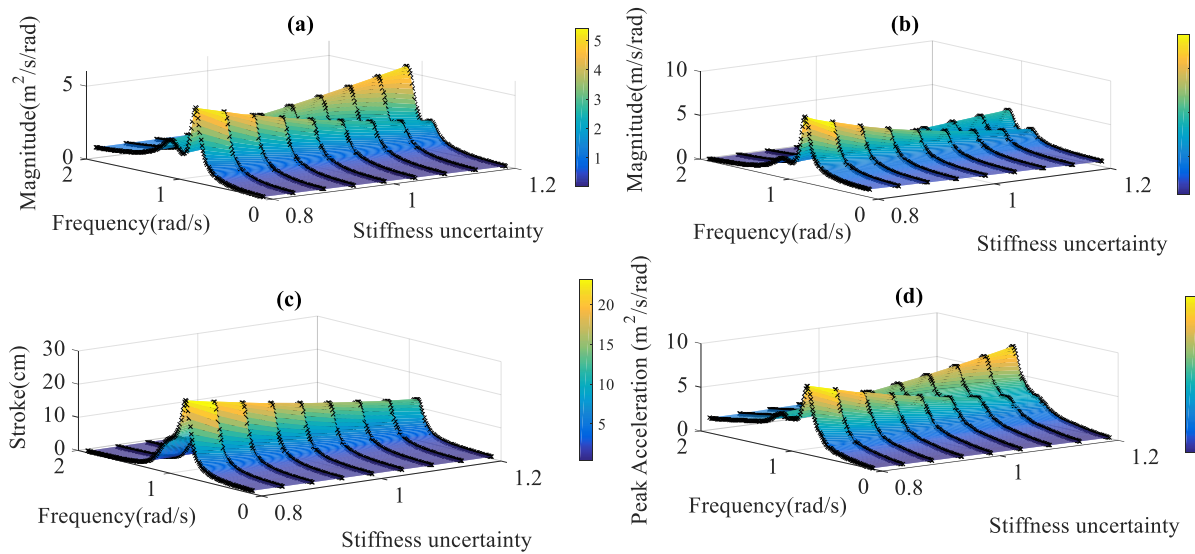 (a)
Magnitude(m²/s/rad)
5
0
2
1
0
Frequency(rad/s)
0.8
1
1.2
Stiffness uncertainty
5
4
3
2
1
(b)
Magnitude(m/s/rad)
10
5
0
2
1
0
Frequency(rad/s)
0.8
1
1.2
Stiffness uncertainty
(c)
Stroke(cm)
30
20
10
0
2
1
0
Frequency(rad/s)
0.8
1
1.2
Stiffness uncertainty
20
15
10
5
(d)
Peak Acceleration (m²/s/rad)
10
5
0
2
1
0
Frequency(rad/s)
0.8
1
1.2
Stiffness uncertainty